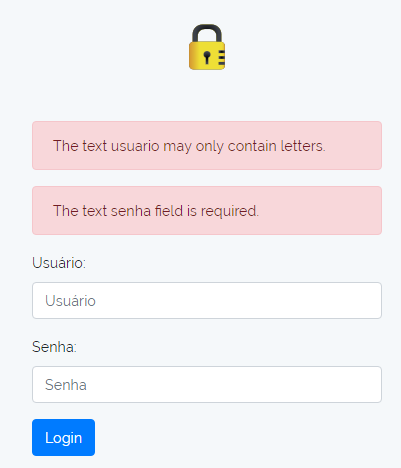 The text usuario may only contain letters.
The text senha field is required.
Usuário:
Usuário
Senha:
Senha
Login